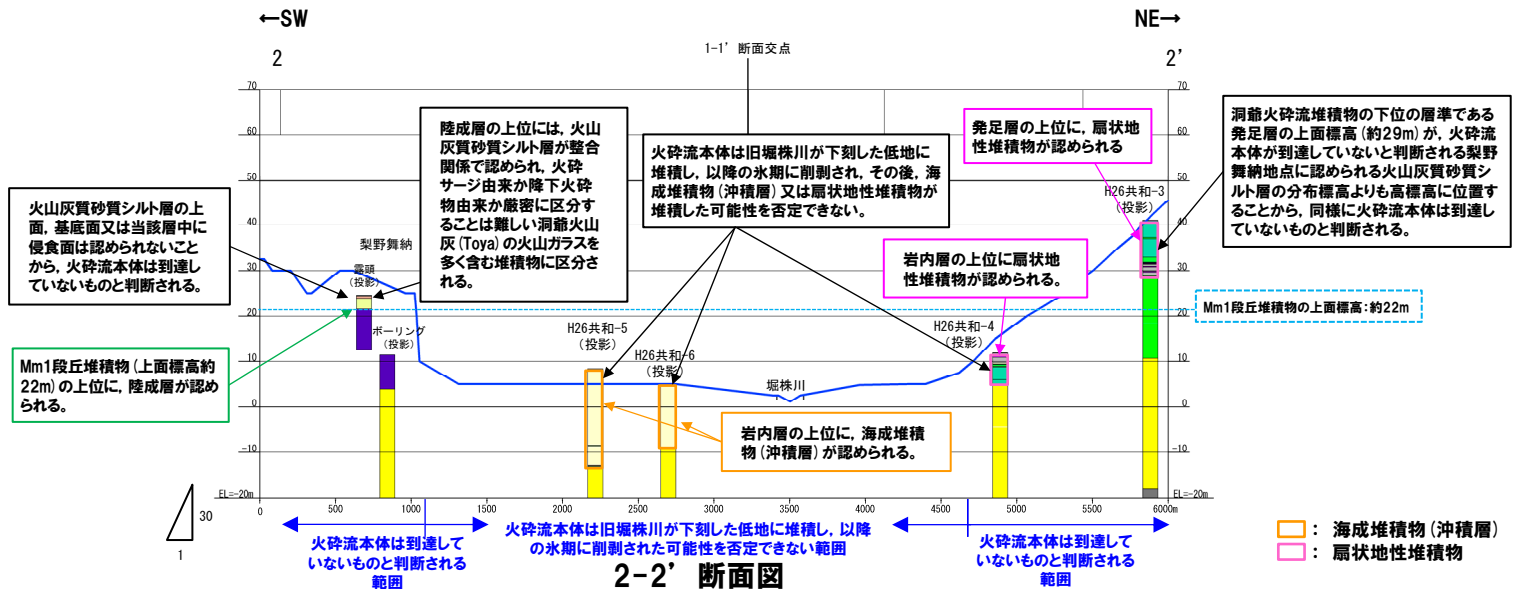 ←SW
NE→
2
1-1’断面交点
2’
70
60
50
40
30
20
10
0
-10
EL=-20m
70
60
50
40
30
20
10
0
-10
EL=-20m
火山灰質砂質シルト層の上
面，基底面又は当該層中に
侵食面は認められないこと
から，火砕流本体は到達し
ていないものと判断される。
陸成層の上位には，火山
灰質砂質シルト層が整合
関係で認められ，火砕
サージ由来か降下火砕
物由来か厳密に区分す
ることは難しい洞爺火山
灰(Toya)の火山ガラスを
多く含む堆積物に区分さ
れる。
火砕流本体は旧堀株川が下刻した低地に
堆積し，以降の氷期に削剥され，その後，海
成堆積物(沖積層)又は扇状地性堆積物が
堆積した可能性を否定できない。
発足層の上位に，扇状地
性堆積物が認められる
洞爺火砕流堆積物の下位の層準である
発足層の上面標高(約29m)が，火砕流
本体が到達していないと判断される梨野
舞納地点に認められる火山灰質砂質シ
ルト層の分布標高よりも高標高に位置す
ることから，同様に火砕流本体は到達し
ていないものと判断される。
岩内層の上位に扇状地
性堆積物が認められる。
Mm1段丘堆積物(上面標高約
22m)の上位に，陸成層が認め
られる。
岩内層の上位に，海成堆積
物(沖積層)が認められる。
Mm1段丘堆積物の上面標高：約22m
梨野舞納
露頭
(投影)
ボーリング
(投影)
H26共和-5
(投影)
H26共和-6
(投影)
堀株川
H26共和-4
(投影)
H26共和-3
(投影)
0
500
1000
1500
2000
2500
3000
3500
4000
4500
5000
5500
6000m
30
1
火砕流本体は到達して
いないものと判断される
範囲
火砕流本体は旧堀株川が下刻した低地に堆積し，以降
の氷期に削剥された可能性を否定できない範囲
火砕流本体は到達して
いないものと判断される
範囲
2-2’断面図
：海成堆積物(沖積層)
：扇状地性堆積物